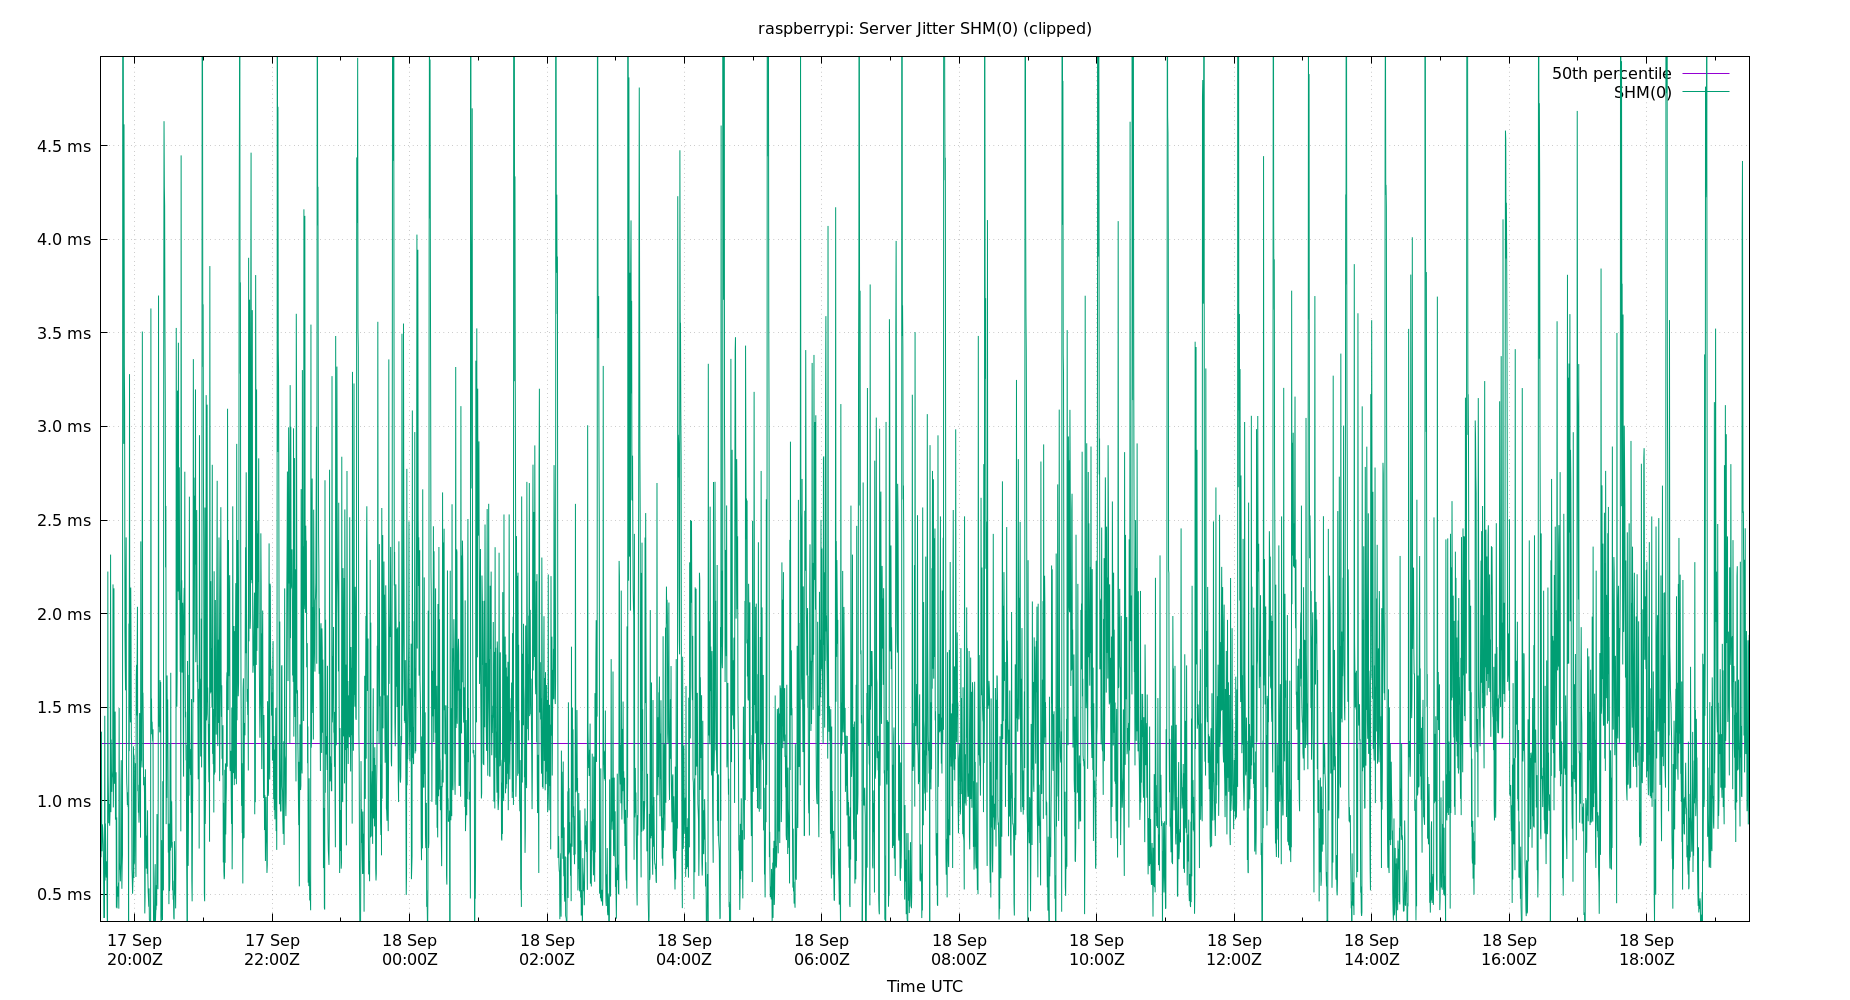 raspberrypi: Server Jitter SHM(0) (clipped)
50th percentile
SHM(0)
4.5 ms
4.0 ms
3.5 ms
3.0 ms
2.5 ms
2.0 ms
1.5 ms
1.0 ms
0.5 ms
17 Sep 17 Sep 18 Sep 18 Sep 18 Sep 18 Sep 18 Sep 18 Sep 18 Sep 18 Sep 18 Sep 18 Sep
20:00Z 22:00Z 00:00Z 02:00Z 04:00Z 06:00Z 08:00Z 10:00Z 12:00Z 14:00Z 16:00Z 18:00Z
Time UTC